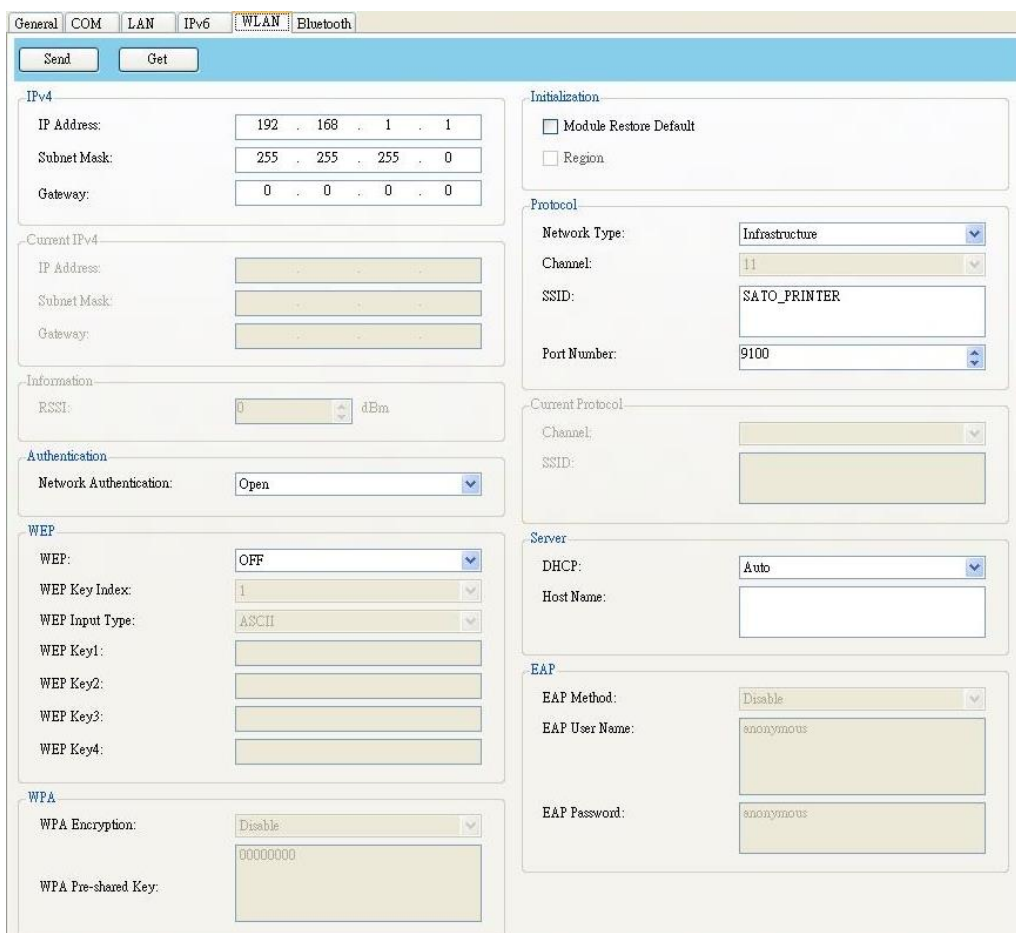 General COM LAN IPv6 WLAN Bluetooth
Send Get
IPv4
IP Address: 192 . 168 . 1 . 1
Subnet Mask: 255 . 255 . 255 . 0
Gateway: 0 . 0 . 0 . 0
Current IPv4
IP Address: . . .
Subnet Mask: . . .
Gateway: . . .
Information
RSSI: 0 dBm
Authentication
Network Authentication: Open
WEP
WEP: OFF
WEP Key Index: 1
WEP Input Type: ASCII
WEP Key1:
WEP Key2:
WEP Key3:
WEP Key4:
WPA
WPA Encryption: Disable
WPA Pre-shared Key: 00000000
Initialization
Module Restore Default
Region
Protocol
Network Type: Infrastructure
Channel: 11
SSID: SATO_PRINTER
Port Number: 9100
Current Protocol
Channel:
SSID:
Server
DHCP: Auto
Host Name:
EAP
EAP Method: Disable
EAP User Name: anonymous
EAP Password: anonymous